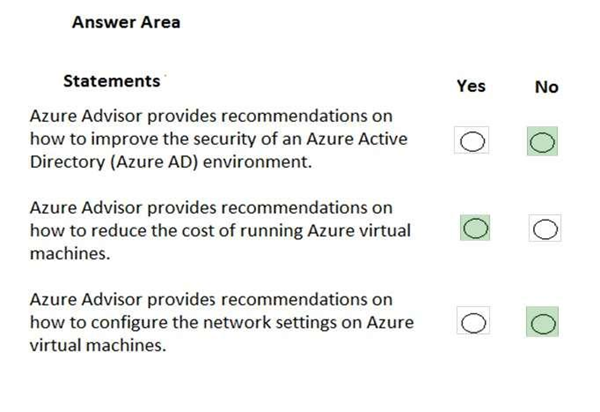 Answer Area
Statements
Yes No
Azure Advisor provides recommendations on
how to improve the security of an Azure Active
Directory (Azure AD) environment.
Azure Advisor provides recommendations on
how to reduce the cost of running Azure virtual
machines.
Azure Advisor provides recommendations on
how to configure the network settings on Azure
virtual machines.